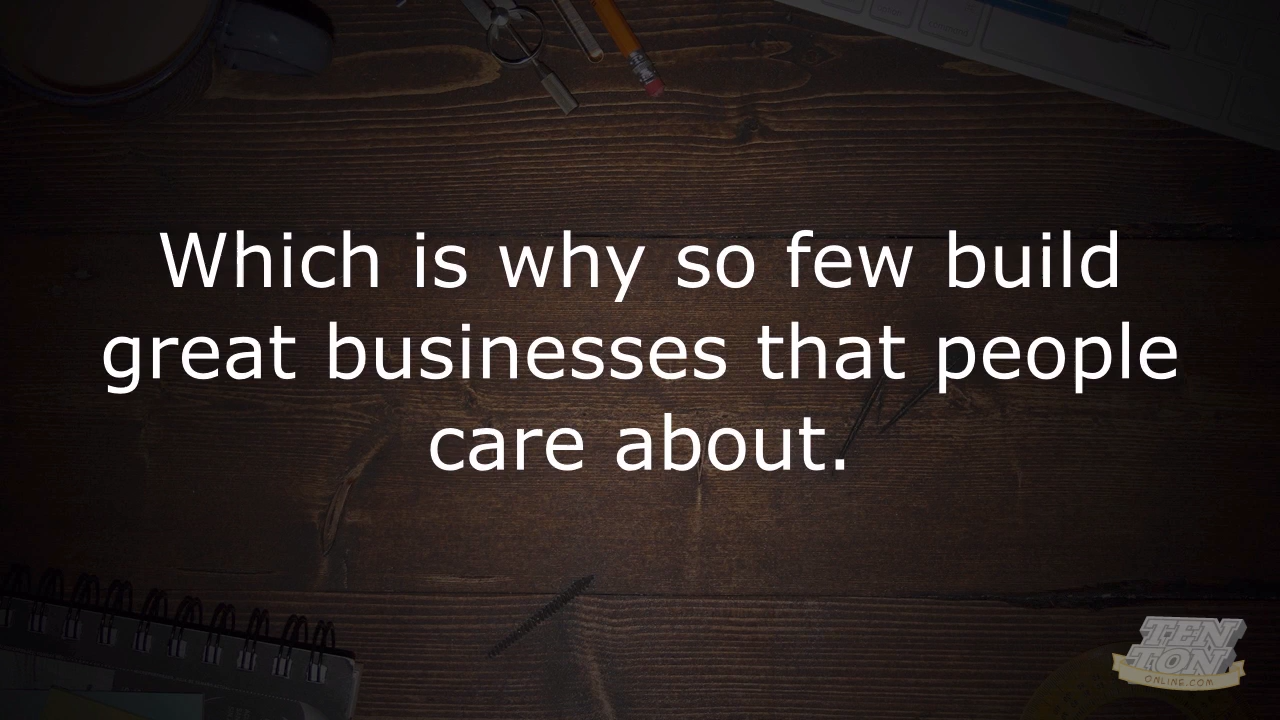 Which is why so few build
great businesses that people
care about.
TEN
TON
ONLINE.COM